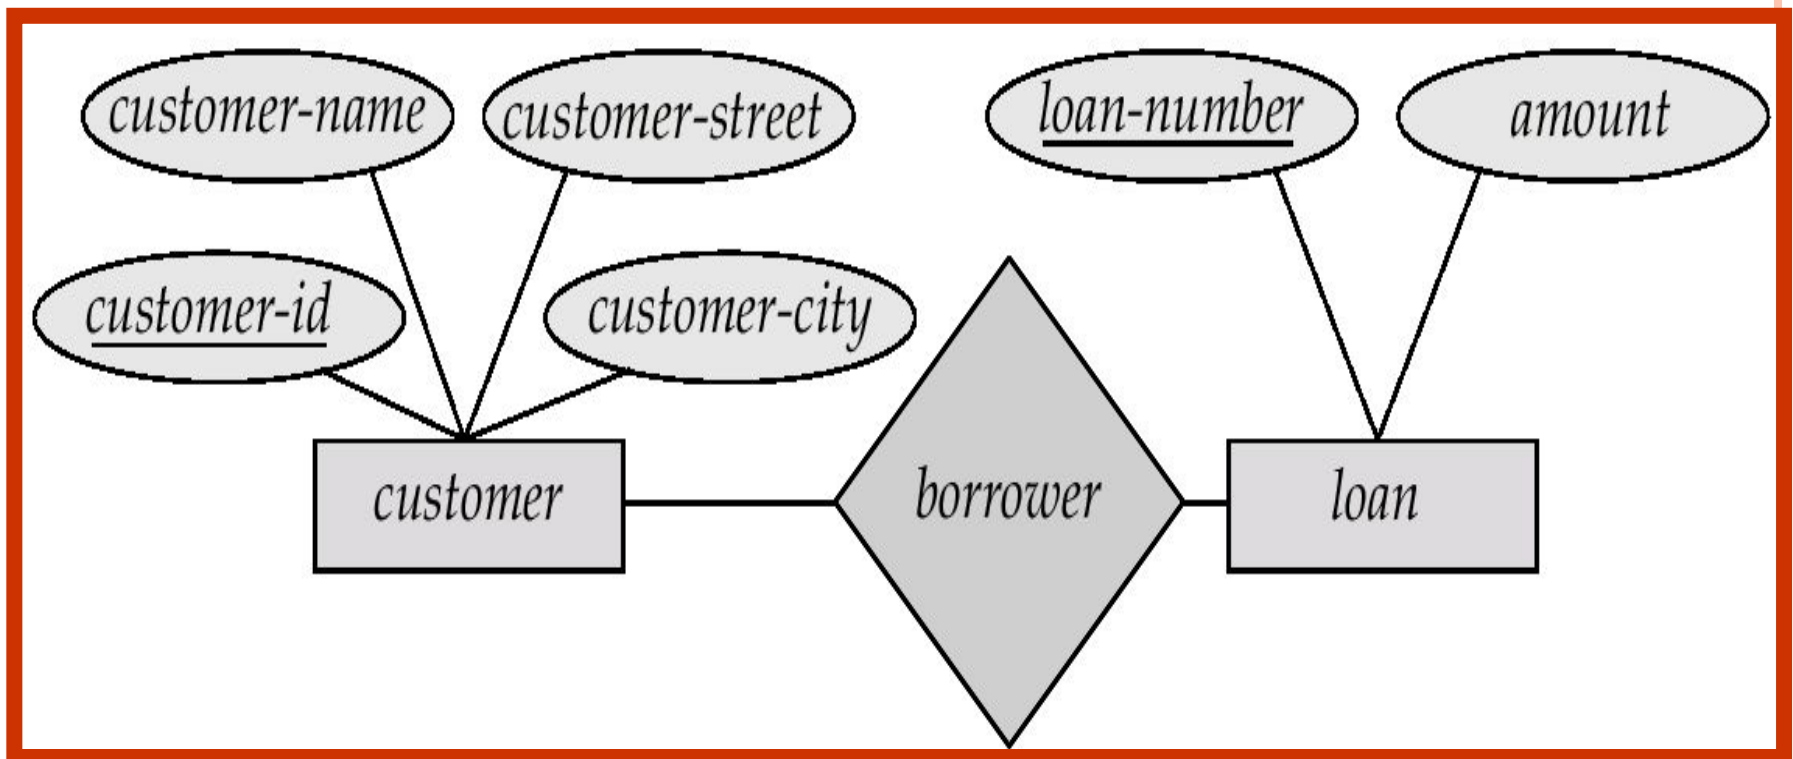 customer-name
customer-street
loan-number
amount
customer-id
customer-city
customer
borrower
loan